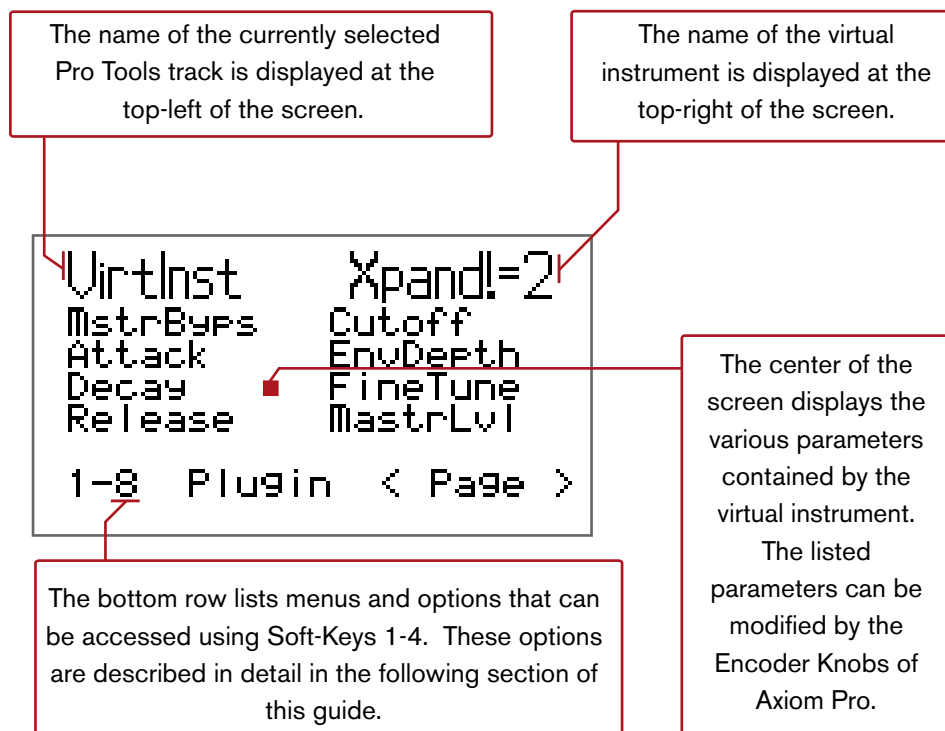 The name of the currently selected
Pro Tools track is displayed at the
top-left of the screen.
The name of the virtual
instrument is displayed at the
top-right of the screen.
VirtInst Xpand!=2
MstrByps Cutoff
Attack EnvDepth
Decay FineTune
Release MastrLvl
1-8 Plugin < Page >
The center of the
screen displays the
various parameters
contained by the
virtual instrument.
The listed
parameters can be
modified by the
Encoder Knobs of
Axiom Pro.
The bottom row lists menus and options that can
be accessed using Soft-Keys 1-4. These options
are described in detail in the following section of
this guide.